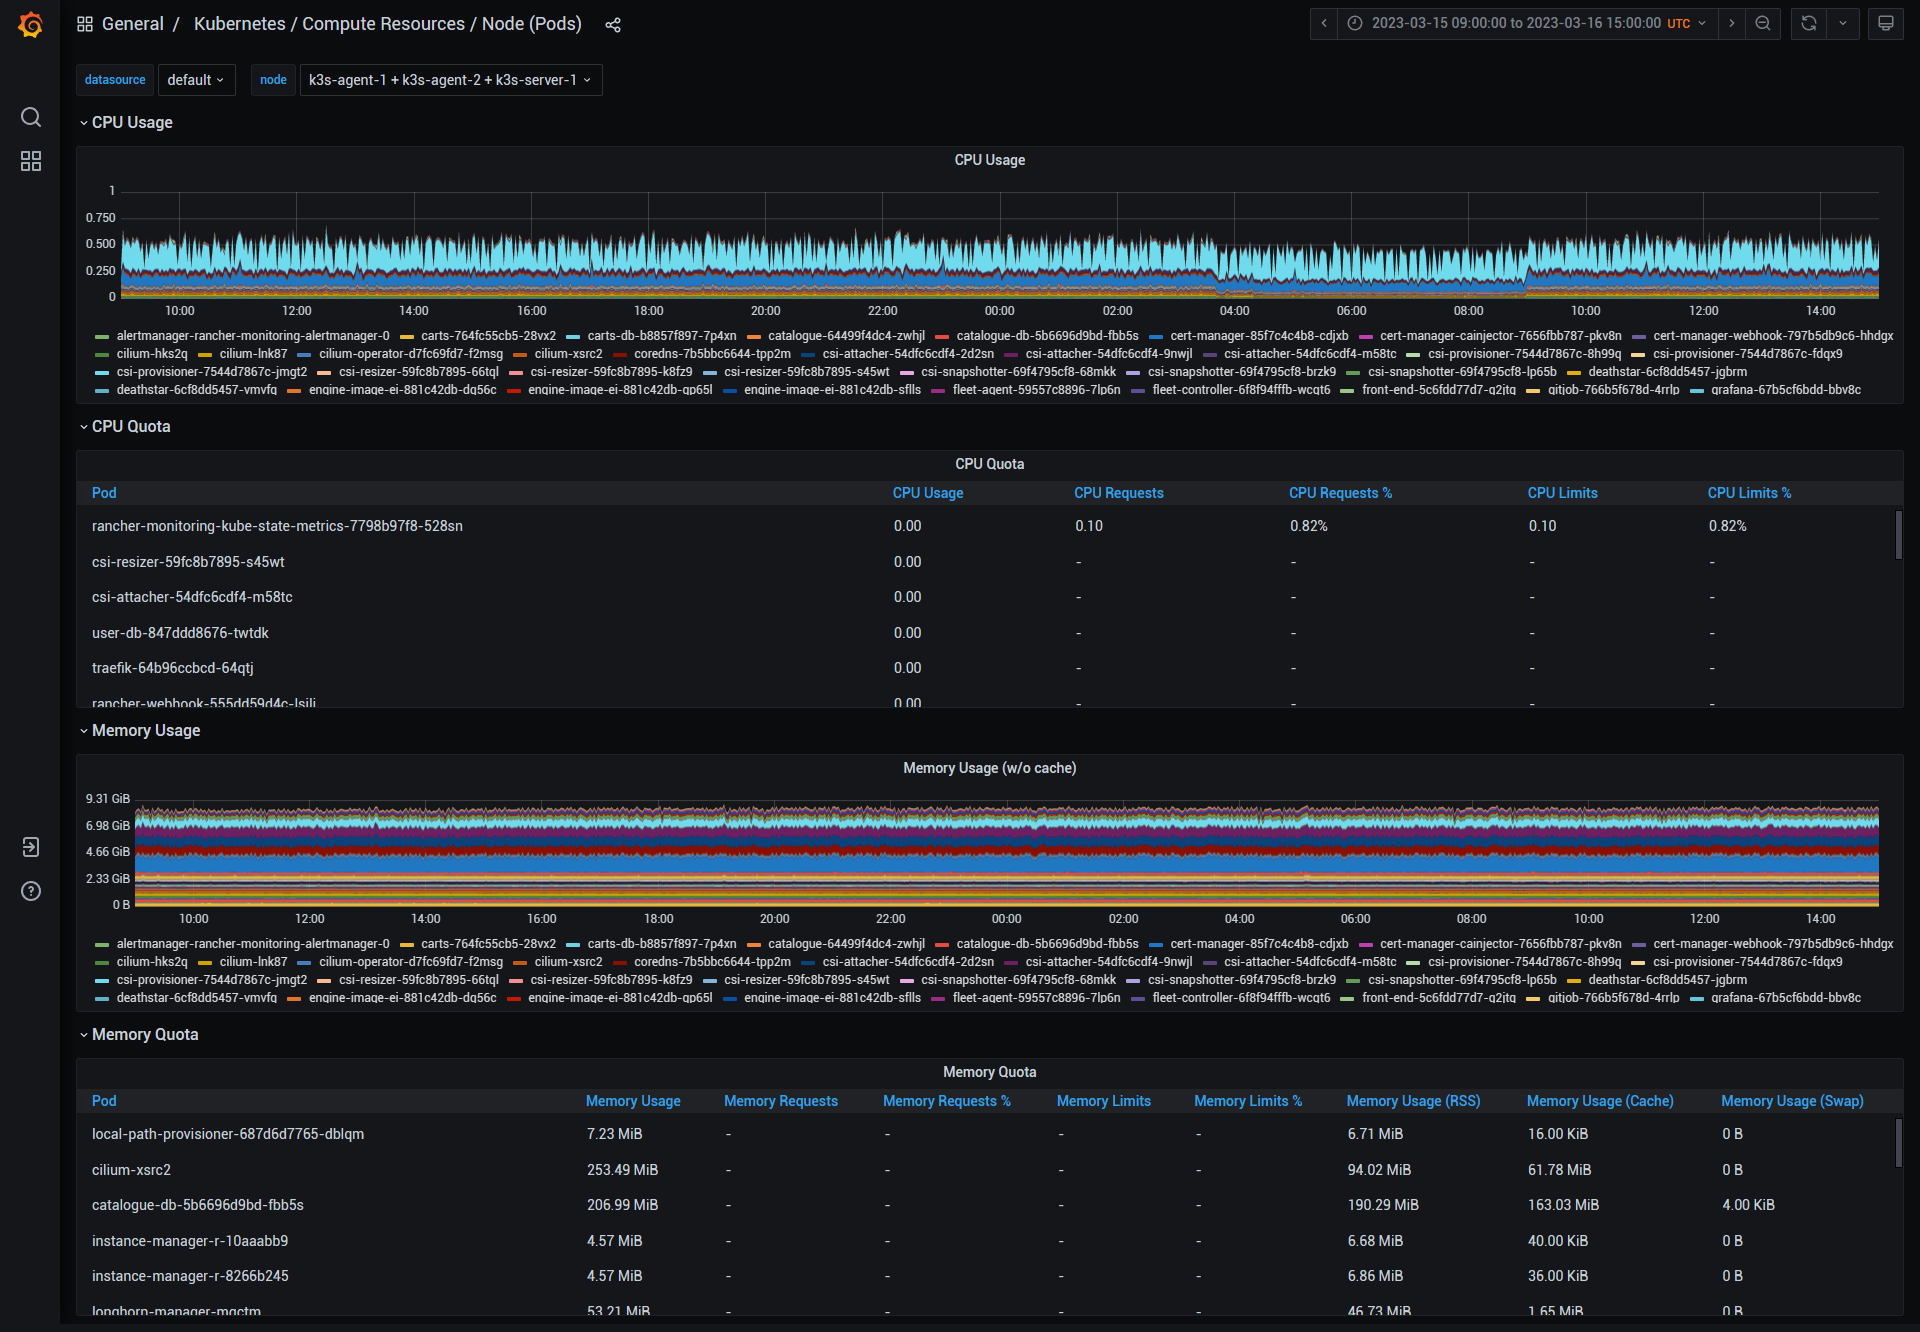 General / Kubernetes / Compute Resources / Node (Pods)
2023-03-15 09:00:00 to 2023-03-16 15:00:00 UTC
datasource default node k3s-agent-1 + k3s-agent-2 + k3s-server-1
CPU Usage
CPU Usage
1
0.750
0.500
0.250
0
10:00 12:00 14:00 16:00 18:00 20:00 22:00 00:00 02:00 04:00 06:00 08:00 10:00 12:00 14:00
alertmanager-rancher-monitoring-alertmanager-0 carts-764fc55cb5-28vx2 carts-db-b8857f897-7p4xn catalogue-64499f4dc4-zwhjl catalogue-db-5b6696d9bd-fbb5s cert-manager-85f7c4c4b8-cdjxb cert-manager-cainjector-7656fbb787-pkv8n cert-manager-webhook-797b5db9c6-hhdgx
cilium-hks2q cilium-lnk87 cilium-operator-d7fc69fd7-f2msg cilium-xsrc2 coredns-7b5bbc6644-tpp2m csi-attacher-54dfc6cdf4-2d2sn csi-attacher-54dfc6cdf4-9nwjl csi-attacher-54dfc6cdf4-m58tc csi-provisioner-7544d7867c-8h99q csi-provisioner-7544d7867c-fdqx9
csi-provisioner-7544d7867c-jmgt2 csi-resizer-59fc8b7895-66tql csi-resizer-59fc8b7895-k8fz9 csi-resizer-59fc8b7895-s45wt csi-snapshotter-69f4795cf8-68mkk csi-snapshotter-69f4795cf8-brzk9 csi-snapshotter-69f4795cf8-lp65b deathstar-6cf8dd5457-jgbrm
deathstar-6cf8dd5457-vmvfq engine-image-ei-881c42db-dq56c engine-image-ei-881c42db-gp65l engine-image-ei-881c42db-sflls fleet-agent-59557c8896-7lp6n fleet-controller-6f8f94fffb-wcqt6 front-end-5c6fdd77d7-q2jtq gitjob-766b5f678d-4rrlp grafana-67b5cf6bdd-bbv8c
CPU Quota
CPU Quota
Pod CPU Usage CPU Requests CPU Requests % CPU Limits CPU Limits %
rancher-monitoring-kube-state-metrics-7798b97f8-528sn 0.00 0.10 0.82% 0.10 0.82%
csi-resizer-59fc8b7895-s45wt 0.00 - - - -
csi-attacher-54dfc6cdf4-m58tc 0.00 - - - -
user-db-847ddd8676-twtdk 0.00 - - - -
traefik-64b96ccbcd-64qtj 0.00 - - - -
rancher-webhook-555dd59d4c-lsjlj 0.00 - - - -
Memory Usage
Memory Usage (w/o cache)
9.31 GiB
6.98 GiB
4.66 GiB
2.33 GiB
0 B
10:00 12:00 14:00 16:00 18:00 20:00 22:00 00:00 02:00 04:00 06:00 08:00 10:00 12:00 14:00
alertmanager-rancher-monitoring-alertmanager-0 carts-764fc55cb5-28vx2 carts-db-b8857f897-7p4xn catalogue-64499f4dc4-zwhjl catalogue-db-5b6696d9bd-fbb5s cert-manager-85f7c4c4b8-cdjxb cert-manager-cainjector-7656fbb787-pkv8n cert-manager-webhook-797b5db9c6-hhdgx
cilium-hks2q cilium-lnk87 cilium-operator-d7fc69fd7-f2msg cilium-xsrc2 coredns-7b5bbc6644-tpp2m csi-attacher-54dfc6cdf4-2d2sn csi-attacher-54dfc6cdf4-9nwjl csi-attacher-54dfc6cdf4-m58tc csi-provisioner-7544d7867c-8h99q csi-provisioner-7544d7867c-fdqx9
csi-provisioner-7544d7867c-jmgt2 csi-resizer-59fc8b7895-66tql csi-resizer-59fc8b7895-k8fz9 csi-resizer-59fc8b7895-s45wt csi-snapshotter-69f4795cf8-68mkk csi-snapshotter-69f4795cf8-brzk9 csi-snapshotter-69f4795cf8-lp65b deathstar-6cf8dd5457-jgbrm
deathstar-6cf8dd5457-vmvfq engine-image-ei-881c42db-dq56c engine-image-ei-881c42db-gp65l engine-image-ei-881c42db-sflls fleet-agent-59557c8896-7lp6n fleet-controller-6f8f94fffb-wcqt6 front-end-5c6fdd77d7-q2jtq gitjob-766b5f678d-4rrlp grafana-67b5cf6bdd-bbv8c
Memory Quota
Memory Quota
Pod Memory Usage Memory Requests Memory Requests % Memory Limits Memory Limits % Memory Usage (RSS) Memory Usage (Cache) Memory Usage (Swap)
local-path-provisioner-687d6d7765-dblqm 7.23 MiB - - - - 6.71 MiB 16.00 KiB 0 B
cilium-xsrc2 253.49 MiB - - - - 94.02 MiB 61.78 MiB 0 B
catalogue-db-5b6696d9bd-fbb5s 206.99 MiB - - - - 190.29 MiB 163.03 MiB 4.00 KiB
instance-manager-r-10aaabb9 4.57 MiB - - - - 6.68 MiB 40.00 KiB 0 B
instance-manager-r-8266b245 4.57 MiB - - - - 6.86 MiB 36.00 KiB 0 B
longhorn-manager-mqctm 53.21 MiB - - - - 46.73 MiB 1.65 MiB 0 B